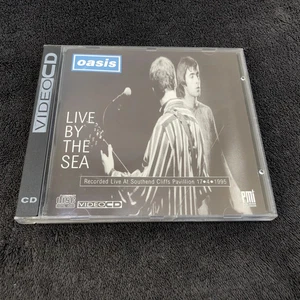 VIDEO CD
oasis
LIVE
BY
THE
SEA
Recorded Live At Southend Cliffs Pavillion 17•4•1995
CD
VIDEO CD
PMI